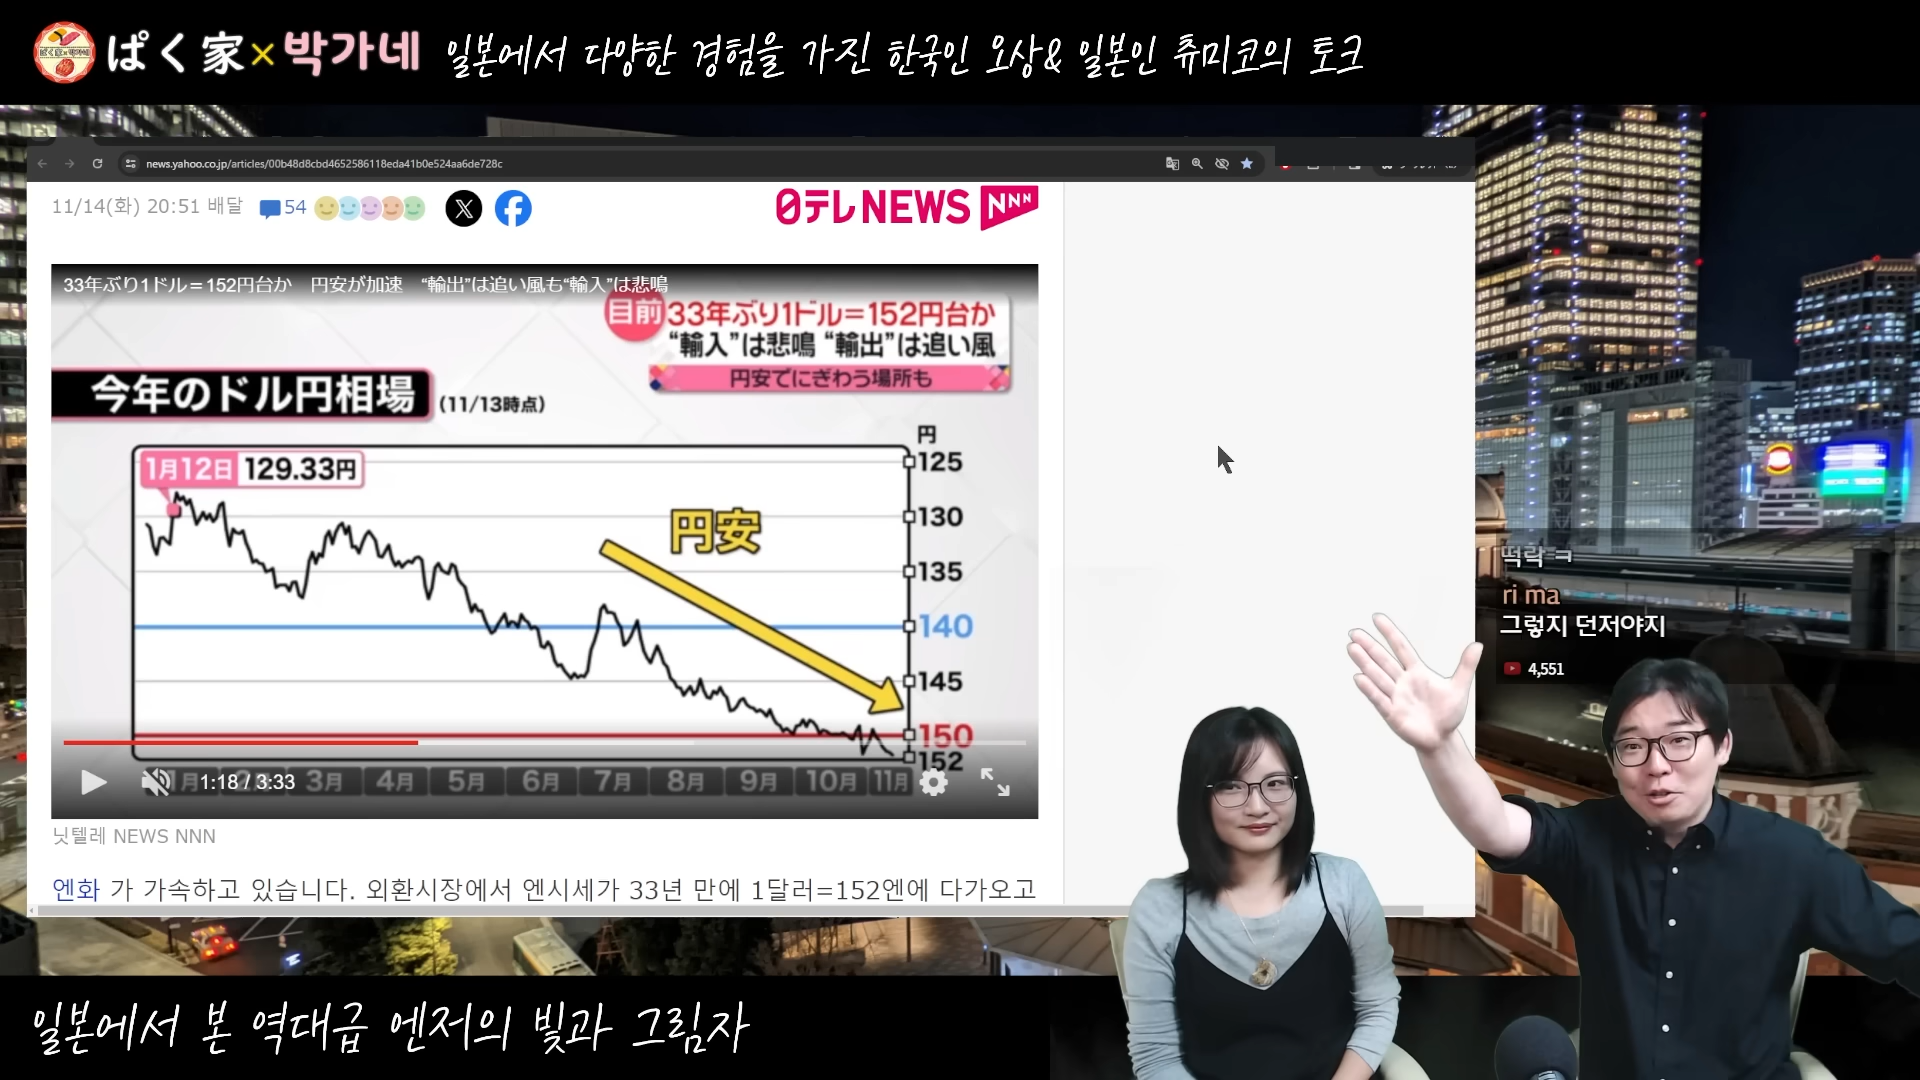 ぱく家×박가네 일본에서 다양한 경험을 가진 한국인 오상& 일본인 츄미코의 토크
news.yahoo.co.jp/articles/00b48d8cbd4652586118eda41b0e524aa6de728c
11/14(화) 20:51 배달 54
日テレNEWS NNN
33年ぶり1ドル=152円台か 円安が加速 “輸出”は追い風も“輸入”は悲鳴
目前
33年ぶり1ドル=152円台か
“輸入”は悲鳴 “輸出”は追い風
円安でにぎわう場所も
今年のドル円相場 (11/13時点)
円
1月12日 129.33円
125
130
135
140
145
150
152
円安
1月 2月 3月 4月 5月 6月 7月 8月 9月 10月 11月
1:18 / 3:33
닛텔레 NEWS NNN
엔화 가 가속하고 있습니다. 외환시장에서 엔시세가 33년 만에 1달러=152엔에 다가오고
떡락 ㅋ
ri ma
그렇지 던저야지
4,551
일본에서 본 역대급 엔저의 빛과 그림자